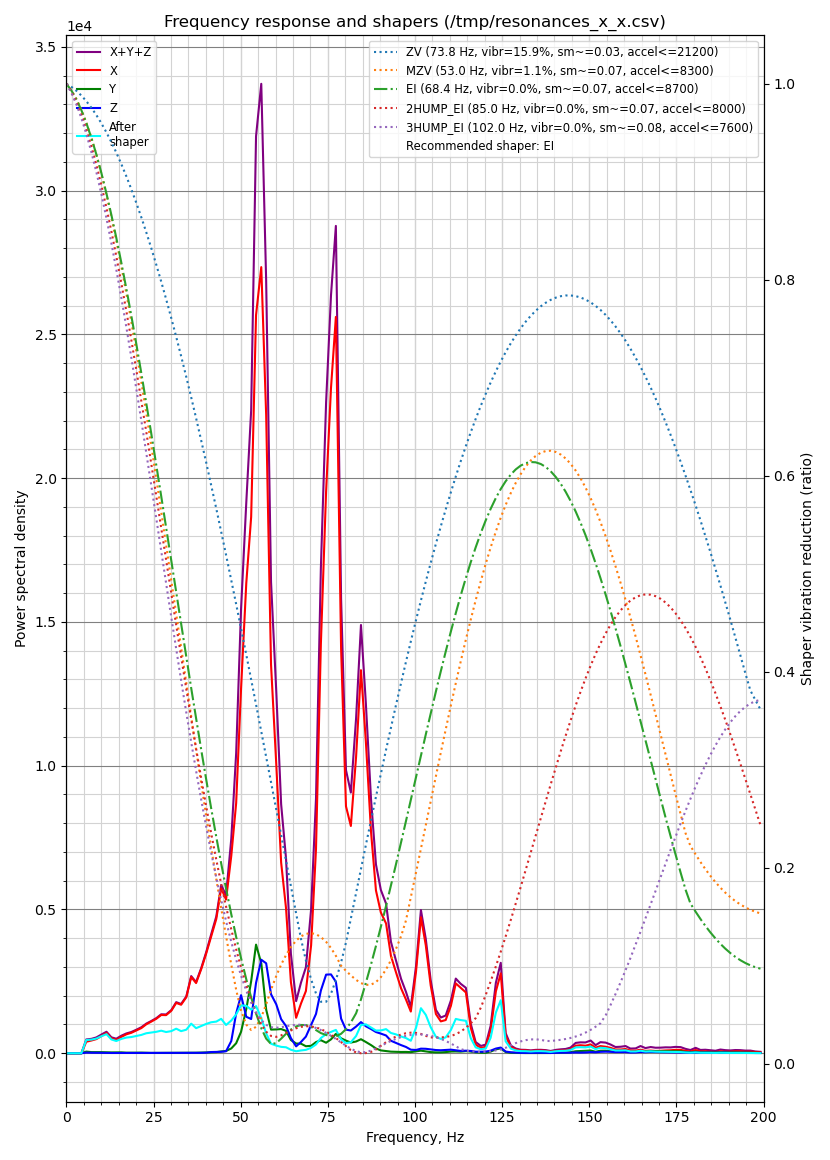 Frequency response and shapers (/tmp/resonances_x_x.csv)
1e4
X+Y+Z
X
Y
Z
After
shaper
ZV (73.8 Hz, vibr=15.9%, sm~=0.03, accel<=21200)
MZV (53.0 Hz, vibr=1.1%, sm~=0.07, accel<=8300)
EI (68.4 Hz, vibr=0.0%, sm~=0.07, accel<=8700)
2HUMP_EI (85.0 Hz, vibr=0.0%, sm~=0.07, accel<=8000)
3HUMP_EI (102.0 Hz, vibr=0.0%, sm~=0.08, accel<=7600)
Recommended shaper: EI
3.5
3.0
2.5
2.0
1.5
1.0
0.5
0.0
Power spectral density
1.0
0.8
0.6
0.4
0.2
0.0
Shaper vibration reduction (ratio)
0 25 50 75 100 125 150 175 200
Frequency, Hz